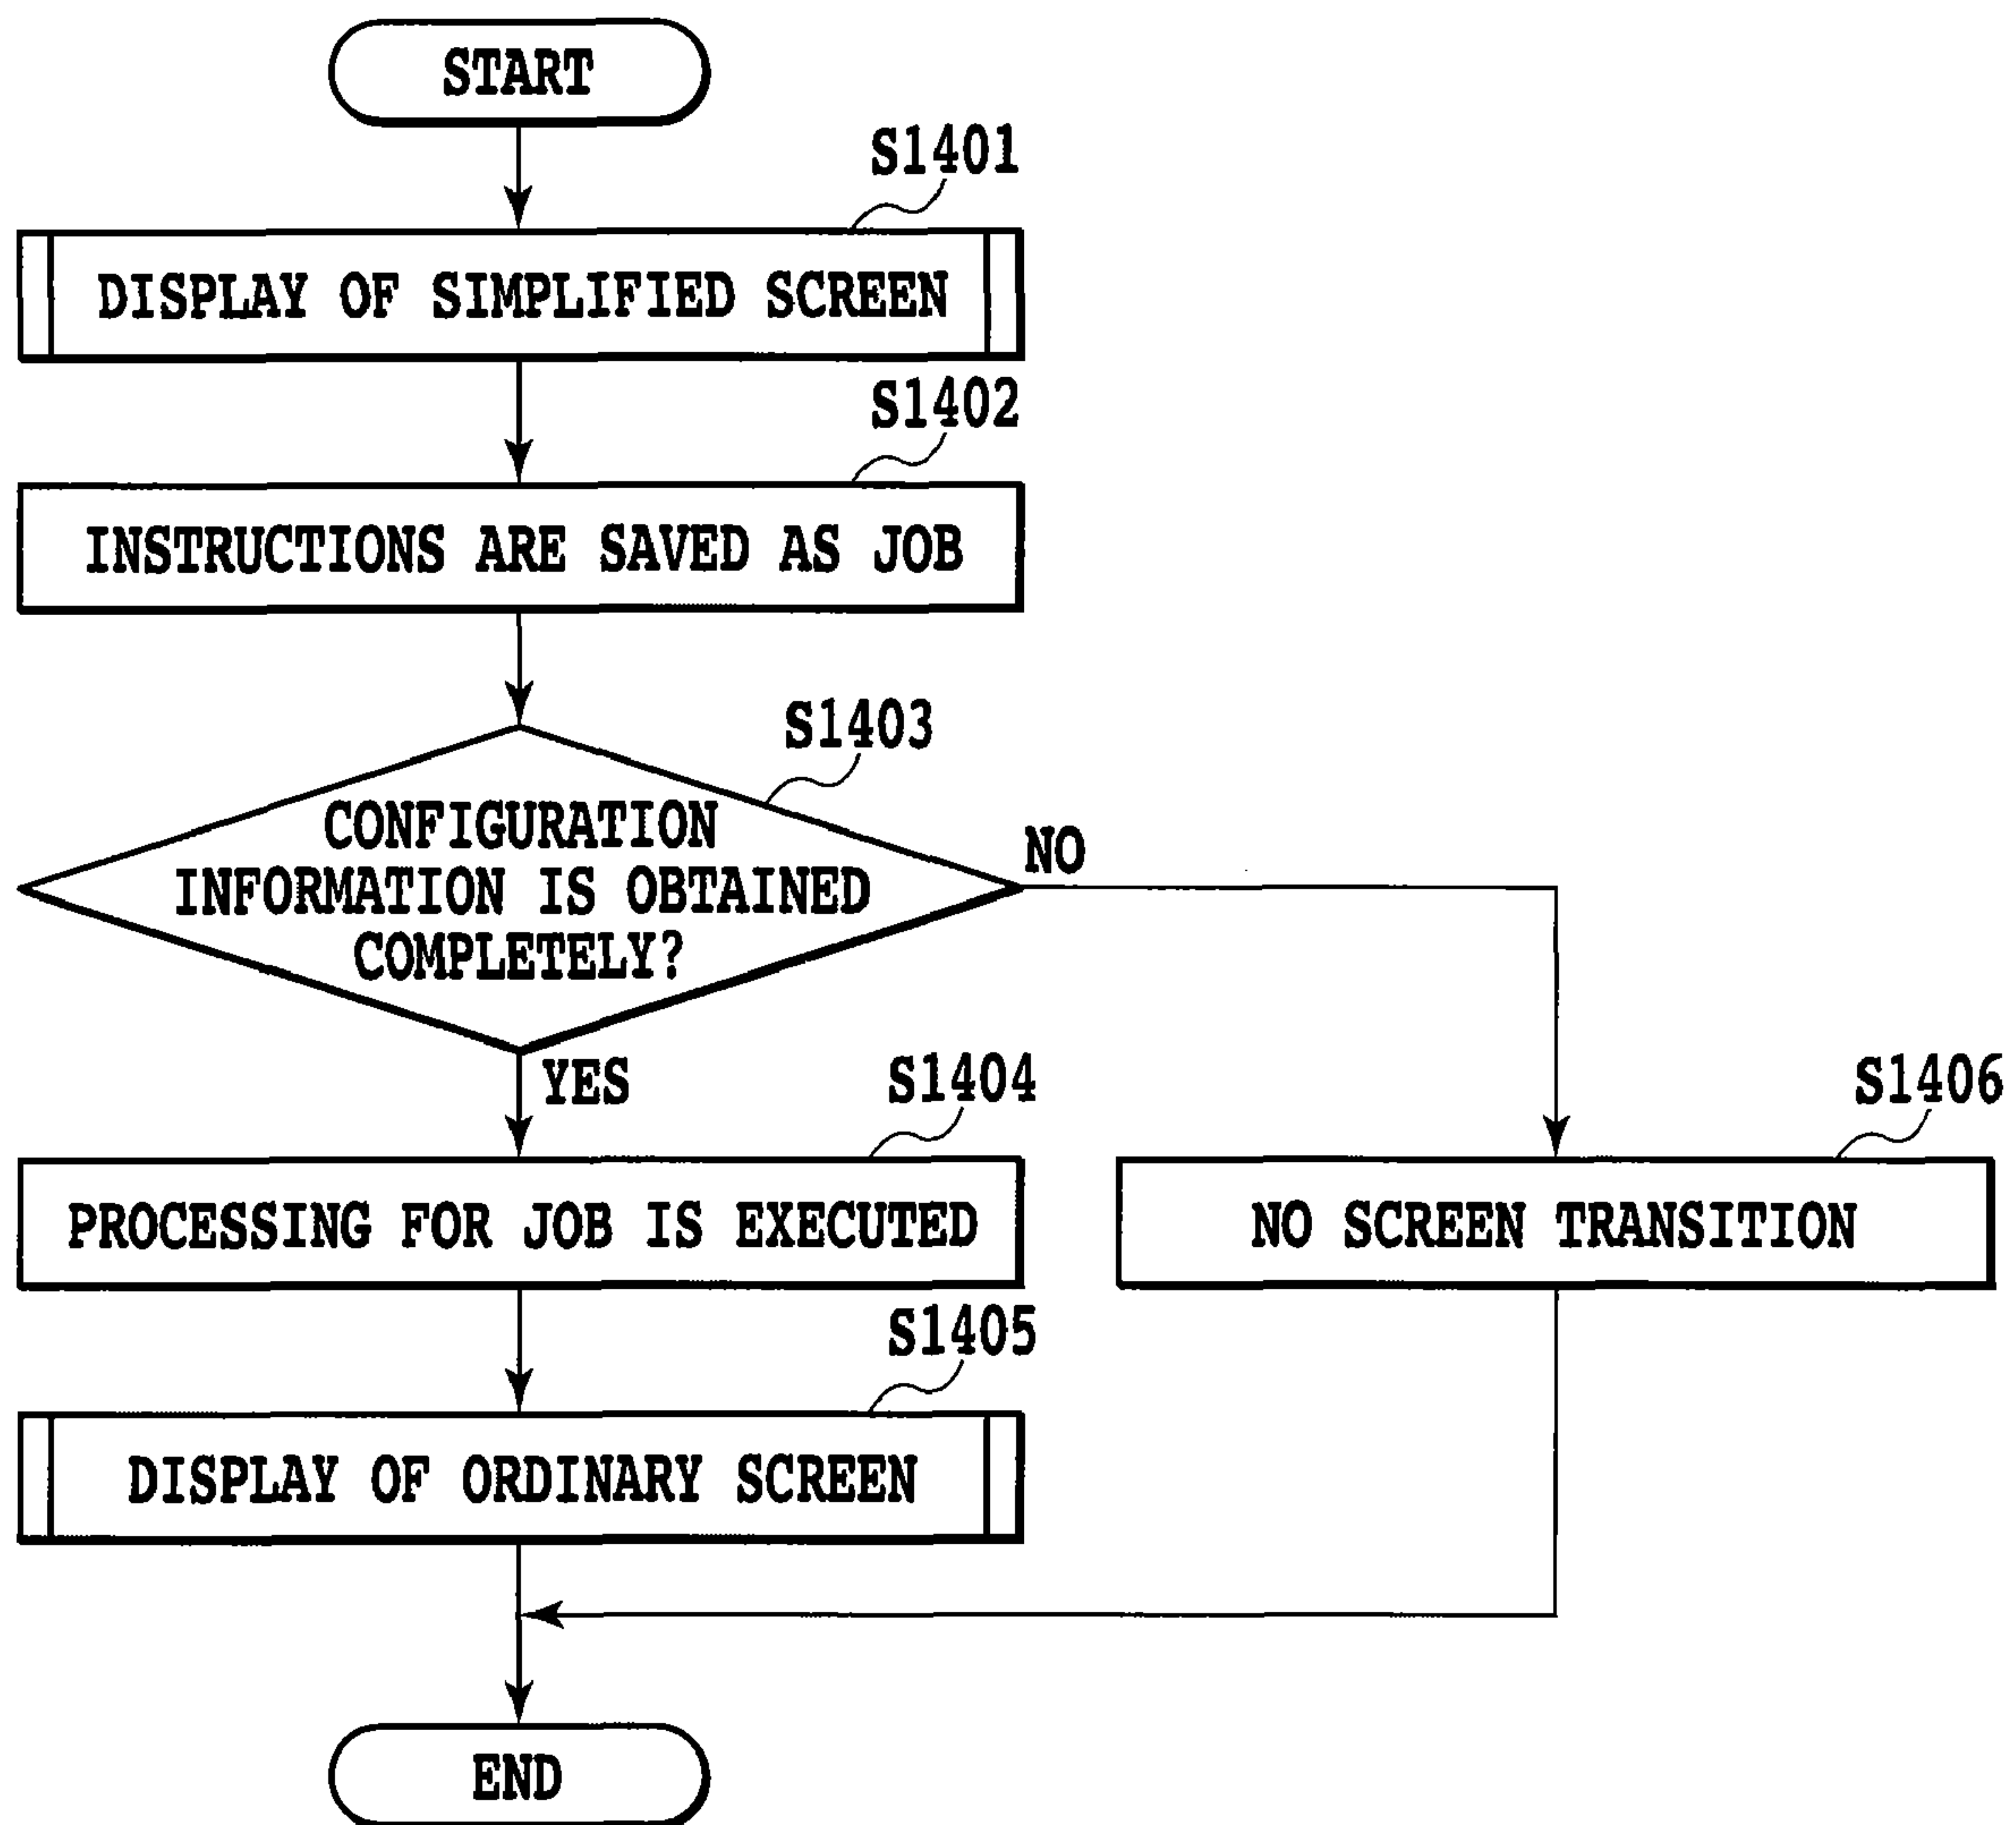 START
S1401
DISPLAY OF SIMPLIFIED SCREEN
S1402
INSTRUCTIONS ARE SAVED AS JOB
S1403
CONFIGURATION
INFORMATION IS OBTAINED
COMPLETELY?
NO
YES
S1404
PROCESSING FOR JOB IS EXECUTED
S1406
NO SCREEN TRANSITION
S1405
DISPLAY OF ORDINARY SCREEN
END